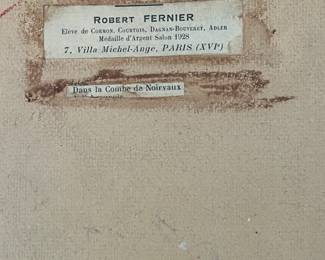 Robert FERNIER
Elève de CORMON, COURTOIS, DAGNAN-BOUVERET, ADLER
Médaille d'Argent Salon 1928
7, Villa Michel-Ange, PARIS (XVIᵉ)
Dans la Combe de Noirvaux